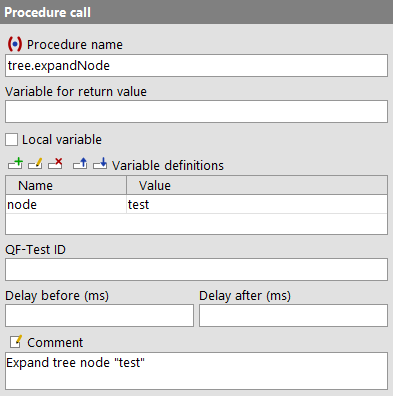 Procedure call
Procedure name
tree.expandNode
Variable for return value
Local variable
Variable definitions
Name Value
node test
QF-Test ID
Delay before (ms) Delay after (ms)
Comment
Expand tree node "test"